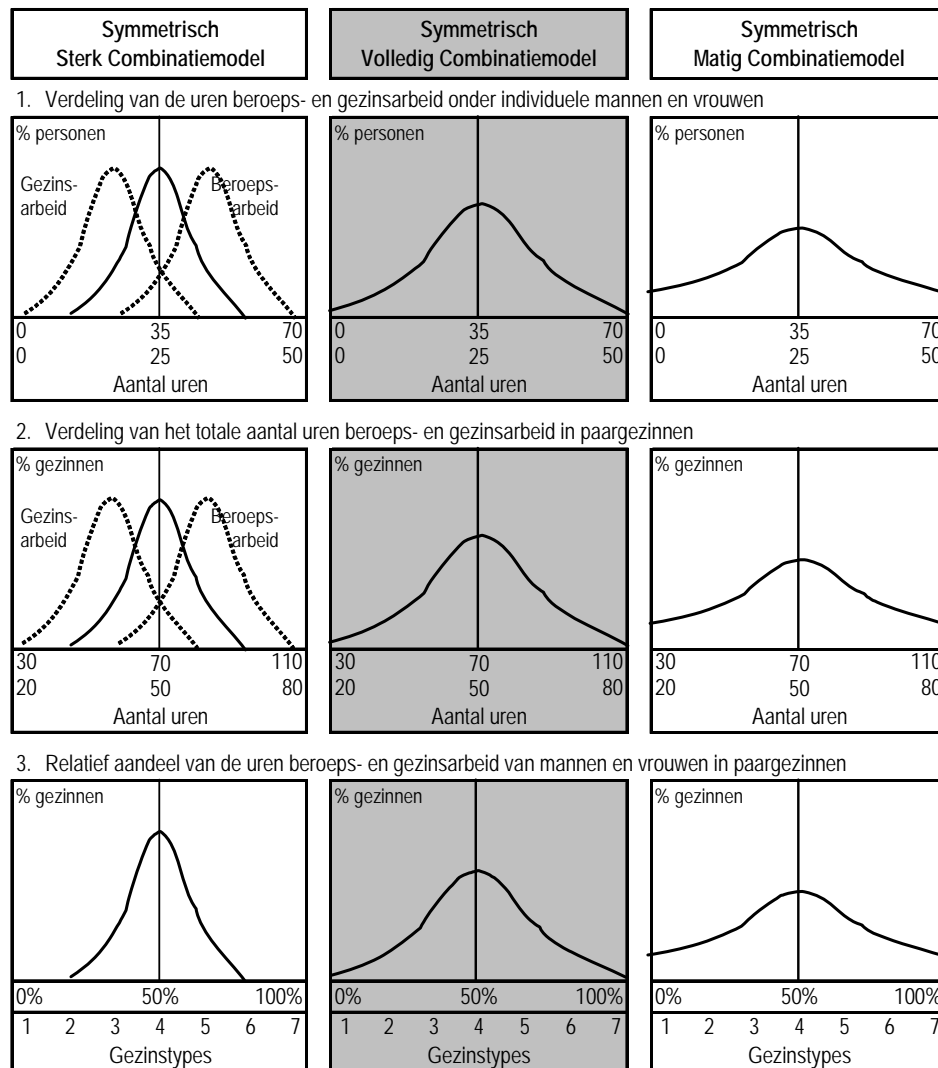 Symmetrisch
Sterk Combinatiemodel
Symmetrisch
Volledig Combinatiemodel
Symmetrisch
Matig Combinatiemodel
1. Verdeling van de uren beroeps- en gezinsarbeid onder individuele mannen en vrouwen
% personen
Gezins-
arbeid
Beroeps-
arbeid
0 35 70
0 25 50
Aantal uren
% personen
0 35 70
0 25 50
Aantal uren
% personen
0 35 70
0 25 50
Aantal uren
2. Verdeling van het totale aantal uren beroeps- en gezinsarbeid in paargezinnen
% gezinnen
Gezins-
arbeid
Beroeps-
arbeid
30 70 110
20 50 80
Aantal uren
% gezinnen
30 70 110
20 50 80
Aantal uren
% gezinnen
30 70 110
20 50 80
Aantal uren
3. Relatief aandeel van de uren beroeps- en gezinsarbeid van mannen en vrouwen in paargezinnen
% gezinnen
0% 50% 100%
1 2 3 4 5 6 7
Gezinstypes
% gezinnen
0% 50% 100%
1 2 3 4 5 6 7
Gezinstypes
% gezinnen
0% 50% 100%
1 2 3 4 5 6 7
Gezinstypes